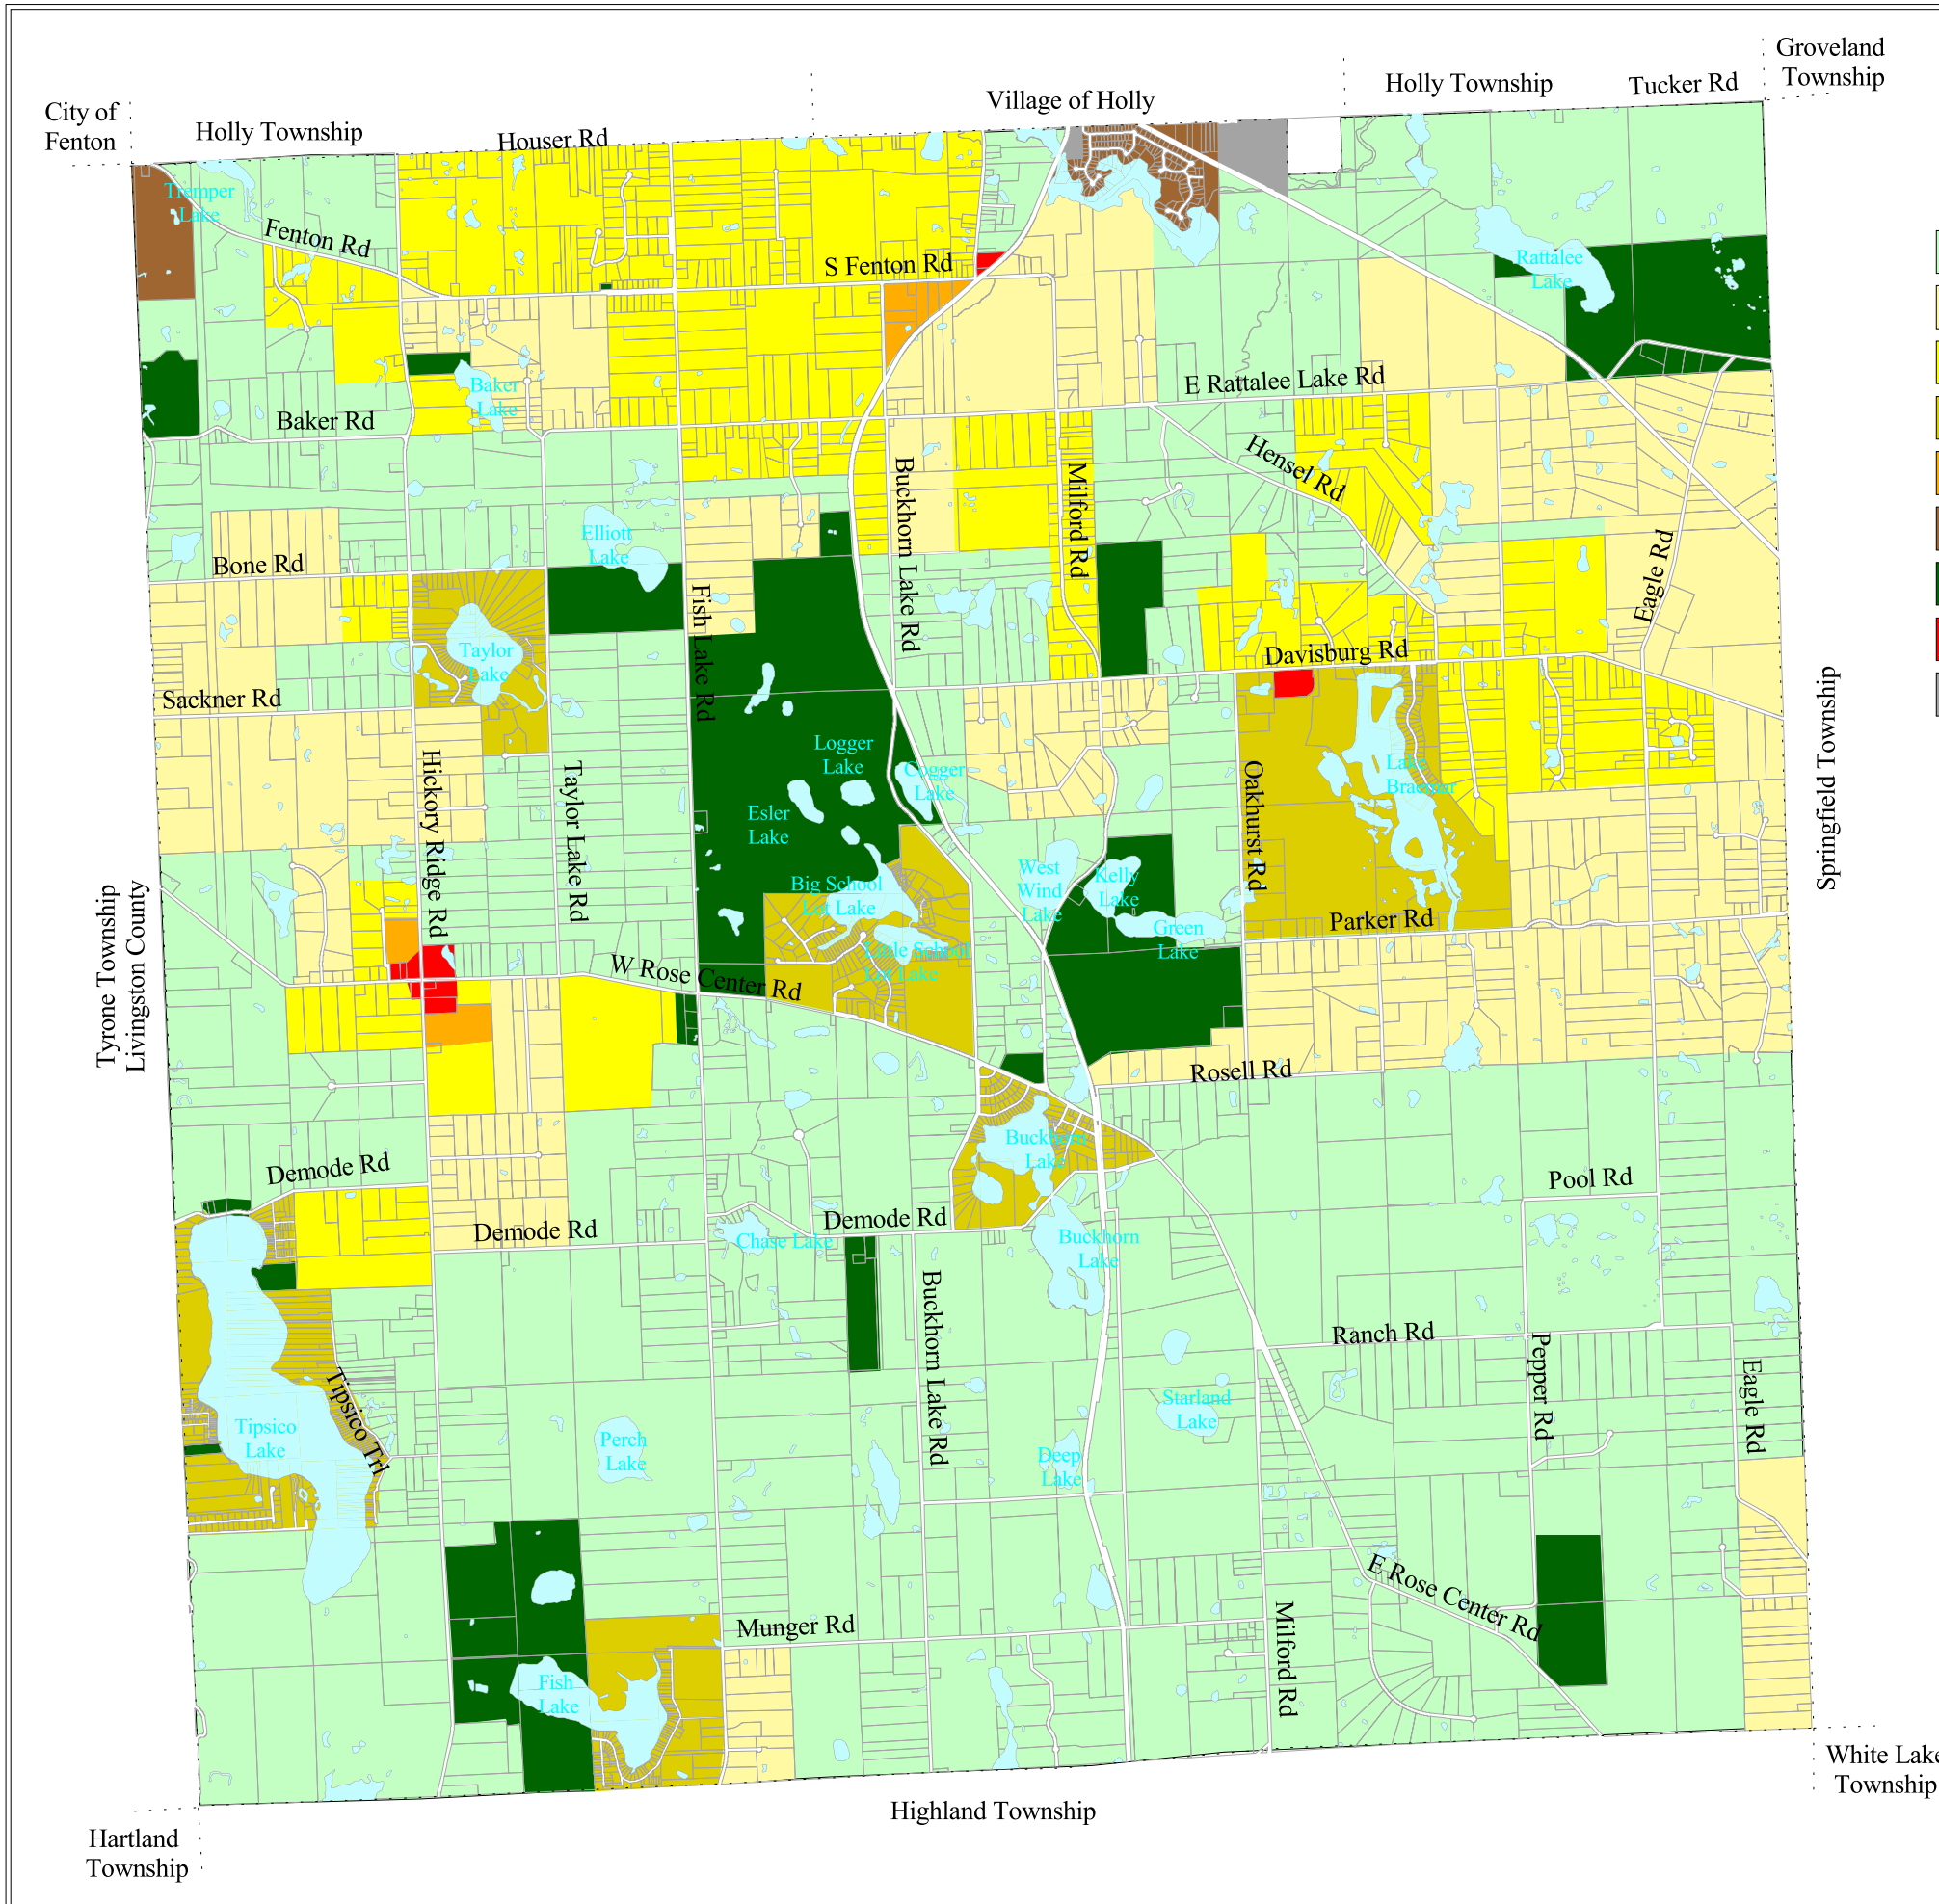 Groveland
Township
Holly Township
Tucker Rd
Village of Holly
City of
Fenton
Holly Township
Houser Rd
Tremper
Lake
Fenton Rd
S Fenton Rd
Rattalee
Lake
Baker
Lake
E Rattalee Lake Rd
Baker Rd
Hensel Rd
Buckhorn Lake Rd
Milford Rd
Elliott
Lake
Bone Rd
Eagle Rd
Fish Lake Rd
Taylor
Lake
Davisburg Rd
Sackner Rd
Springfield Township
Logger
Lake
Cogger
Lake
Hickory Ridge Rd
Taylor Lake Rd
Oakhurst Rd
Lake
Braemar
Esler
Lake
West
Wind
Lake
Kelly
Lake
Big School
Lot Lake
Parker Rd
Green
Lake
Little School
Lot Lake
W Rose Center Rd
Tyrone Township
Livingston County
Rosell Rd
Buckhorn
Lake
Demode Rd
Pool Rd
Demode Rd
Demode Rd
Chase Lake
Buckhorn
Lake
Buckhorn Lake Rd
Ranch Rd
Pepper Rd
Eagle Rd
Tipsico Trl
Starland
Lake
Tipsico
Lake
Perch
Lake
Deep
Lake
E Rose Center Rd
Munger Rd
Milford Rd
Fish
Lake
White Lake
Township
Highland Township
Hartland
Township